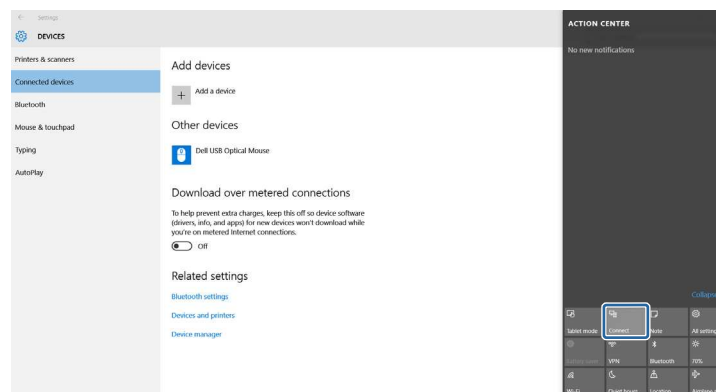 Settings
DEVICES
Printers & scanners
Connected devices
Bluetooth
Mouse & touchpad
Typing
AutoPlay
Add devices
Add a device
Other devices
Dell USB Optical Mouse
Download over metered connections
To help prevent extra charges, keep this off so device software
(drivers, info, and apps) for new devices won't download while
you're on metered Internet connections.
Off
Related settings
Bluetooth settings
Devices and printers
Device manager
ACTION CENTER
No new notifications
Collapse
Tablet mode Connect Note All setting
VPN Bluetooth 70%
Wi-Fi Quiet hours Location Airplane